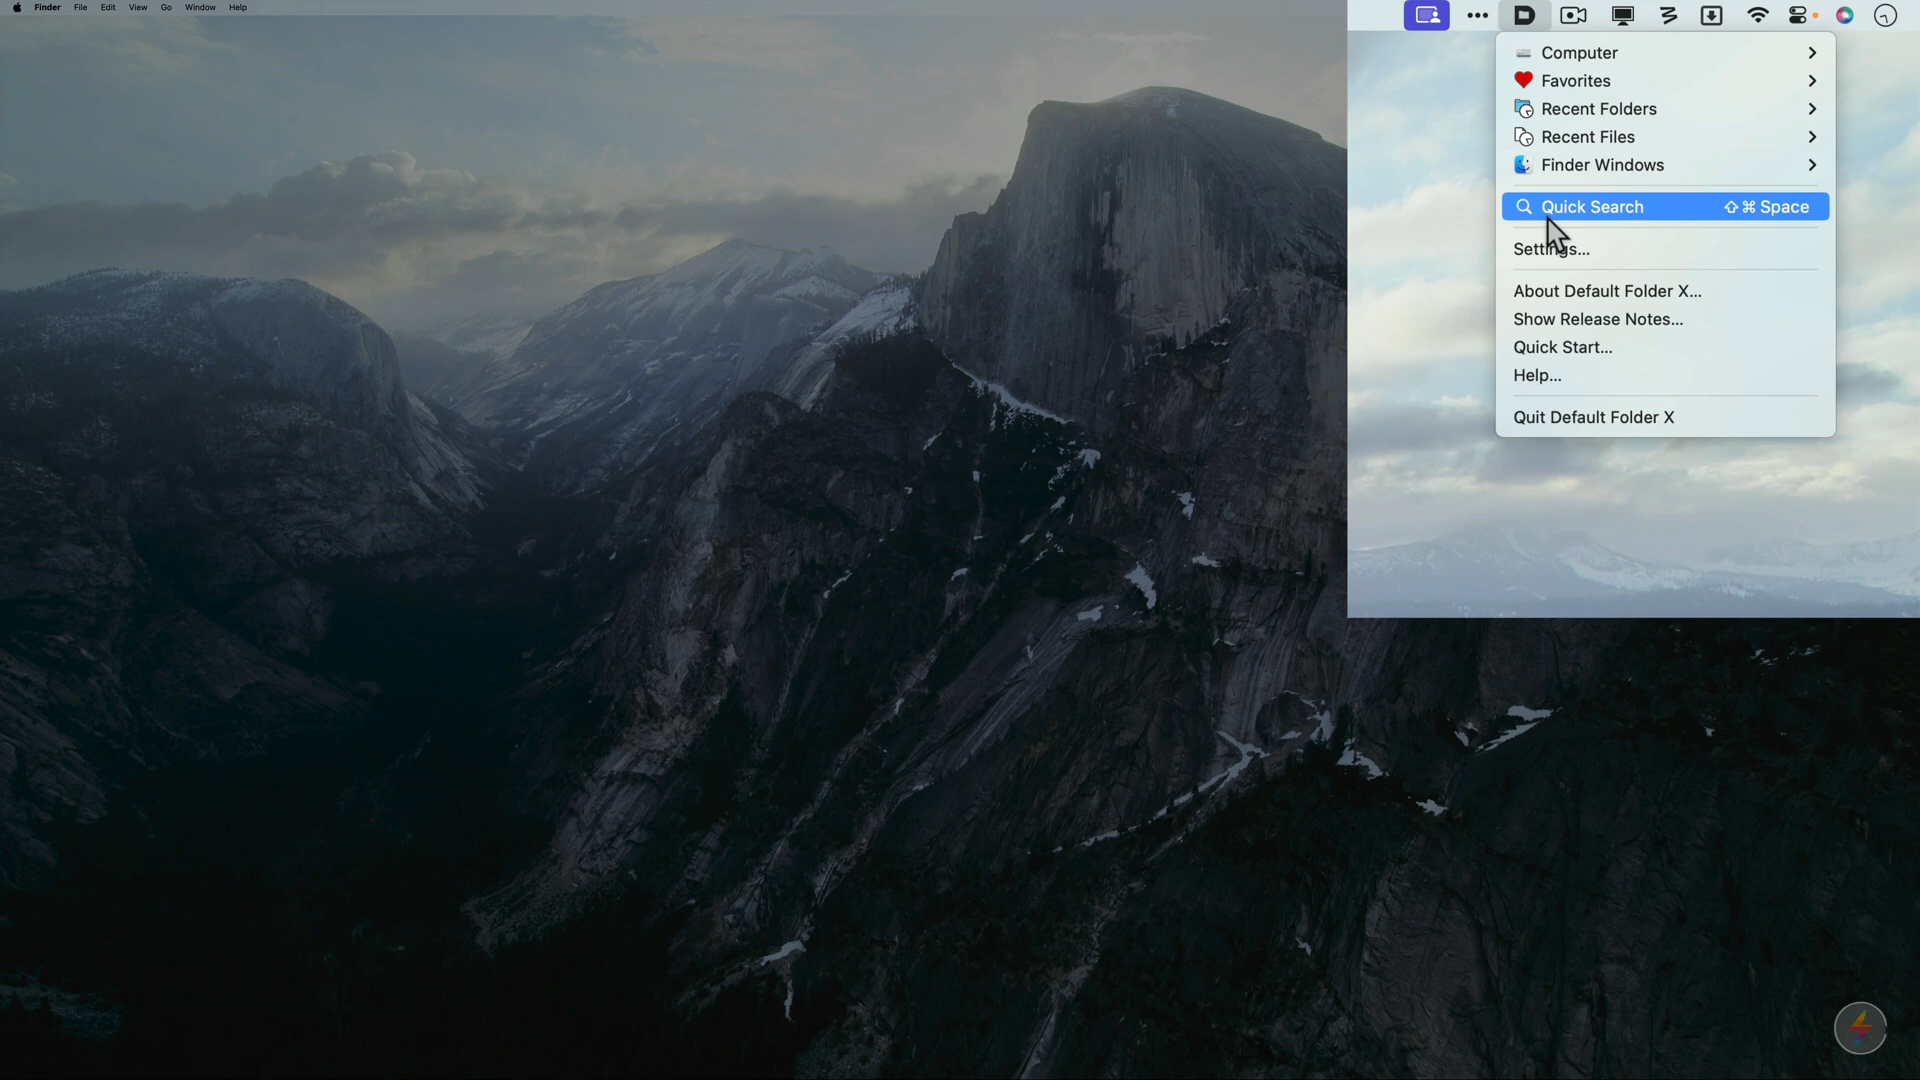 Finder File Edit View Go Window Help
Computer
Favorites
Recent Folders
Recent Files
Finder Windows
Quick Search ⇧ ⌘ Space
Settings...
About Default Folder X...
Show Release Notes...
Quick Start...
Help...
Quit Default Folder X